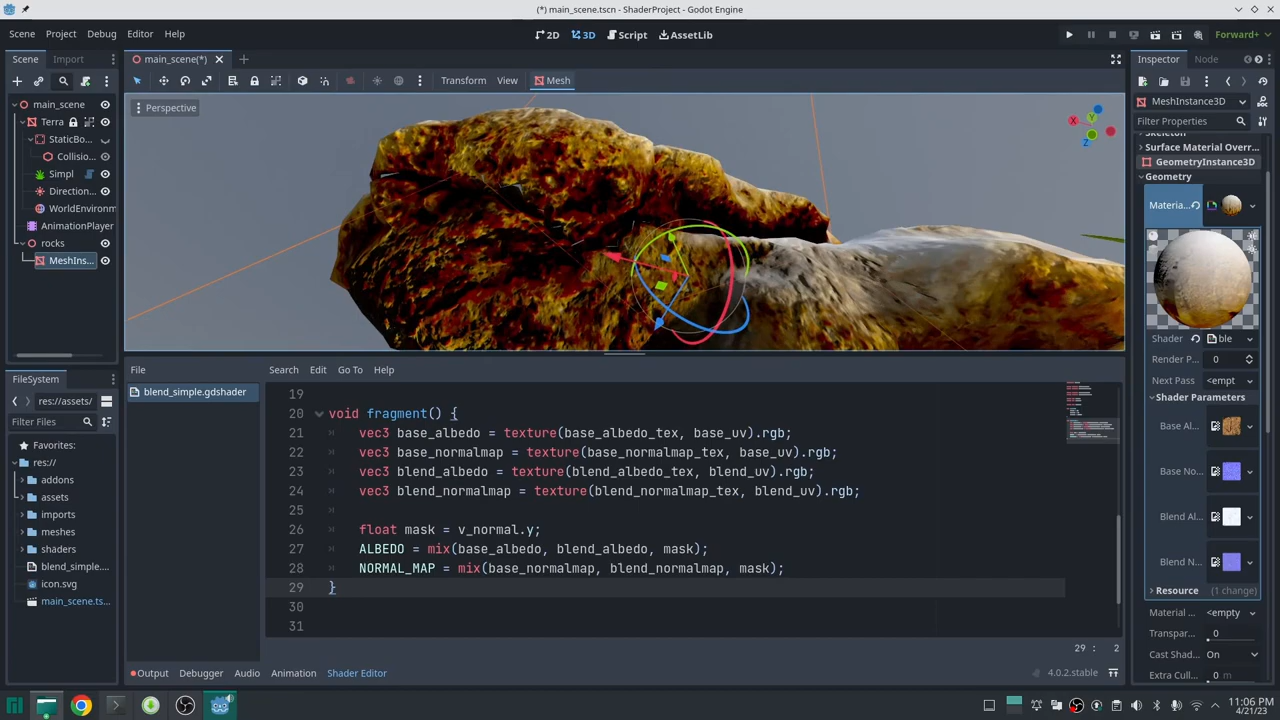 (*) main_scene.tscn - ShaderProject - Godot Engine
Scene Project Debug Editor Help
2D 3D Script AssetLib
Forward+
Scene Import
main_scene(*)
Inspector Node
Transform View Mesh
main_scene
Terra
StaticBo...
Collisio...
Simpl
Direction...
WorldEnvironm
AnimationPlayer
rocks
MeshIns...
Perspective
X Y Z
MeshInstance3D
Filter Properties
Skeleton
Surface Material Overr...
GeometryInstance3D
Geometry
Materia...
Shader ble
Render P... 0
Next Pass <empt
Shader Parameters
Base Al...
Base No...
Blend Al...
Blend N...
Resource (1 change)
Material ... <empty
Transpar... 0
Cast Shad... On
Extra Cull... 0 m
FileSystem
res://assets/
Filter Files
Favorites:
res://
addons
assets
imports
meshes
shaders
blend_simple....
icon.svg
main_scene.ts...
File Search Edit Go To Help
blend_simple.gdshader
19
20 void fragment() {
21 vec3 base_albedo = texture(base_albedo_tex, base_uv).rgb;
22 vec3 base_normalmap = texture(base_normalmap_tex, base_uv).rgb;
23 vec3 blend_albedo = texture(blend_albedo_tex, blend_uv).rgb;
24 vec3 blend_normalmap = texture(blend_normalmap_tex, blend_uv).rgb;
25
26 float mask = v_normal.y;
27 ALBEDO = mix(base_albedo, blend_albedo, mask);
28 NORMAL_MAP = mix(base_normalmap, blend_normalmap, mask);
29 }
30
31
29 : 2
Output Debugger Audio Animation Shader Editor
4.0.2.stable
11:06 PM
4/21/23